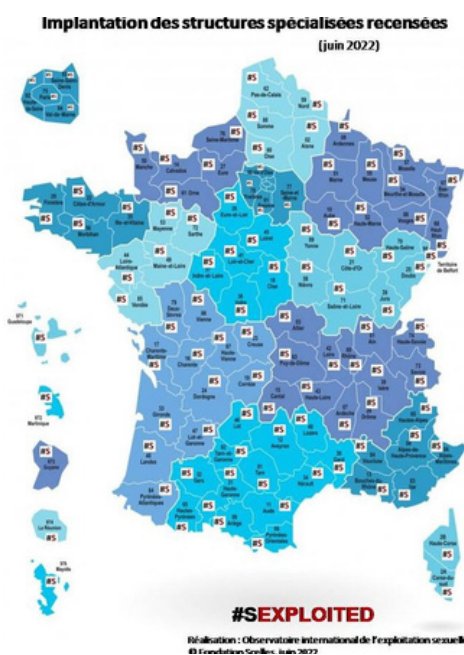 Implantation des structures spécialisées recensées
(juin 2022)
#S
62
Pas-de-Calais
59
Nord
80
Somme
02
Aisne
60
Oise
76
Seine-Maritime
27
Eure
14
Calvados
50
Manche
61 Orne
08
Ardennes
51
Marne
55
Meuse
57
Moselle
54
Meurthe-et-Moselle
10
Aube
52
Haute-Marne
88
Vosges
Territoire
de Belfort
77
Seine-et-Marne
29
Finistère
22
Côtes-d'Armor
35
Ille-et-Vilaine
56
Morbihan
53
Mayenne
72
Sarthe
44
Loire-
Atlantique
49
Maine-et-Loire
85
Vendée
28
Eure-et-Loir
45
Loiret
41
Loir-et-Cher
37
Indre-et-Loire
18
Cher
36
Indre
89
Yonne
21
Côte-d'Or
58
Nièvre
70
Haute-Saône
25
Doubs
39
Jura
71
Saône-et-Loire
79
Deux-
Sèvres
86
Vienne
17
Charente-
Maritime
16
Charente
87
Haute-
Vienne
23
Creuse
19
Corrèze
24
Dordogne
33
Gironde
47
Lot-et-
Garonne
40
Landes
64
Pyrénées-
Atlantiques
03
Allier
63
Puy-de-Dôme
15
Cantal
43
Haute-Loire
42
Loire
69
Rhône
01
Ain
74
Haute-Savoie
73
Savoie
38
Isère
07
Ardèche
26
Drôme
46
Lot
12
Aveyron
48
Lozère
82
Tarn-et-
Garonne
32
Gers
31
Haute-
Garonne
81
Tarn
34
Hérault
30
Gard
65
Hautes-
Pyrénées
09
Ariège
11
Aude
66
Pyrénées-
Orientales
05
Hautes-Alpes
04
Alpes-
de-Haute-Provence
06
Alpes-
Maritimes
84
Vaucluse
13
Bouches-du-
Rhône
83
Var
2B
Haute-Corse
2A
Corse-du-Sud
971
Guadeloupe
972
Martinique
973
Guyane
974
La Réunion
976
Mayotte
#SEXPLOITED
Réalisation : Observatoire international de l'exploitation sexuelle
© Fondation Scelles, juin 2022